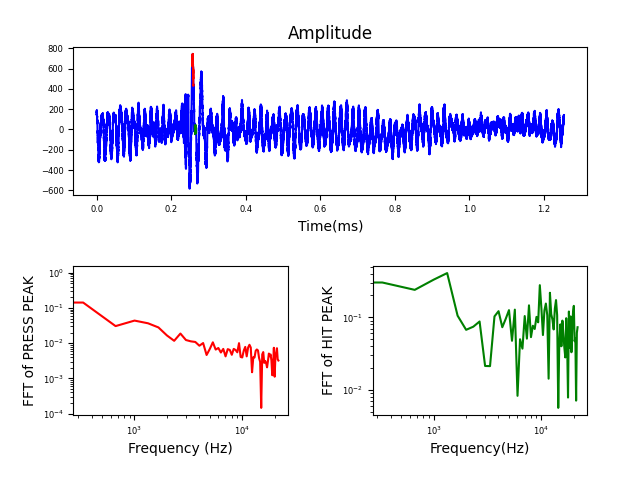 Amplitude
800
600
400
200
0
−200
−400
−600
0.0 0.2 0.4 0.6 0.8 1.0 1.2
Time(ms)
FFT of PRESS PEAK
10⁰
10⁻¹
10⁻²
10⁻³
10⁻⁴
10³ 10⁴
Frequency (Hz)
FFT of HIT PEAK
10⁻¹
10⁻²
10³ 10⁴
Frequency(Hz)